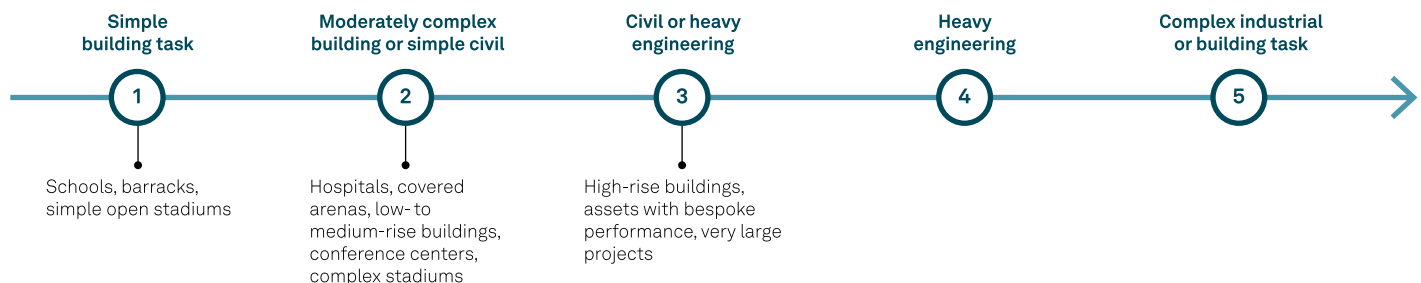 Simple
building task
Moderately complex
building or simple civil
Civil or heavy
engineering
Heavy
engineering
Complex industrial
or building task
1
2
3
4
5
Schools, barracks,
simple open stadiums
Hospitals, covered
arenas, low- to
medium-rise buildings,
conference centers,
complex stadiums
High-rise buildings,
assets with bespoke
performance, very large
projects